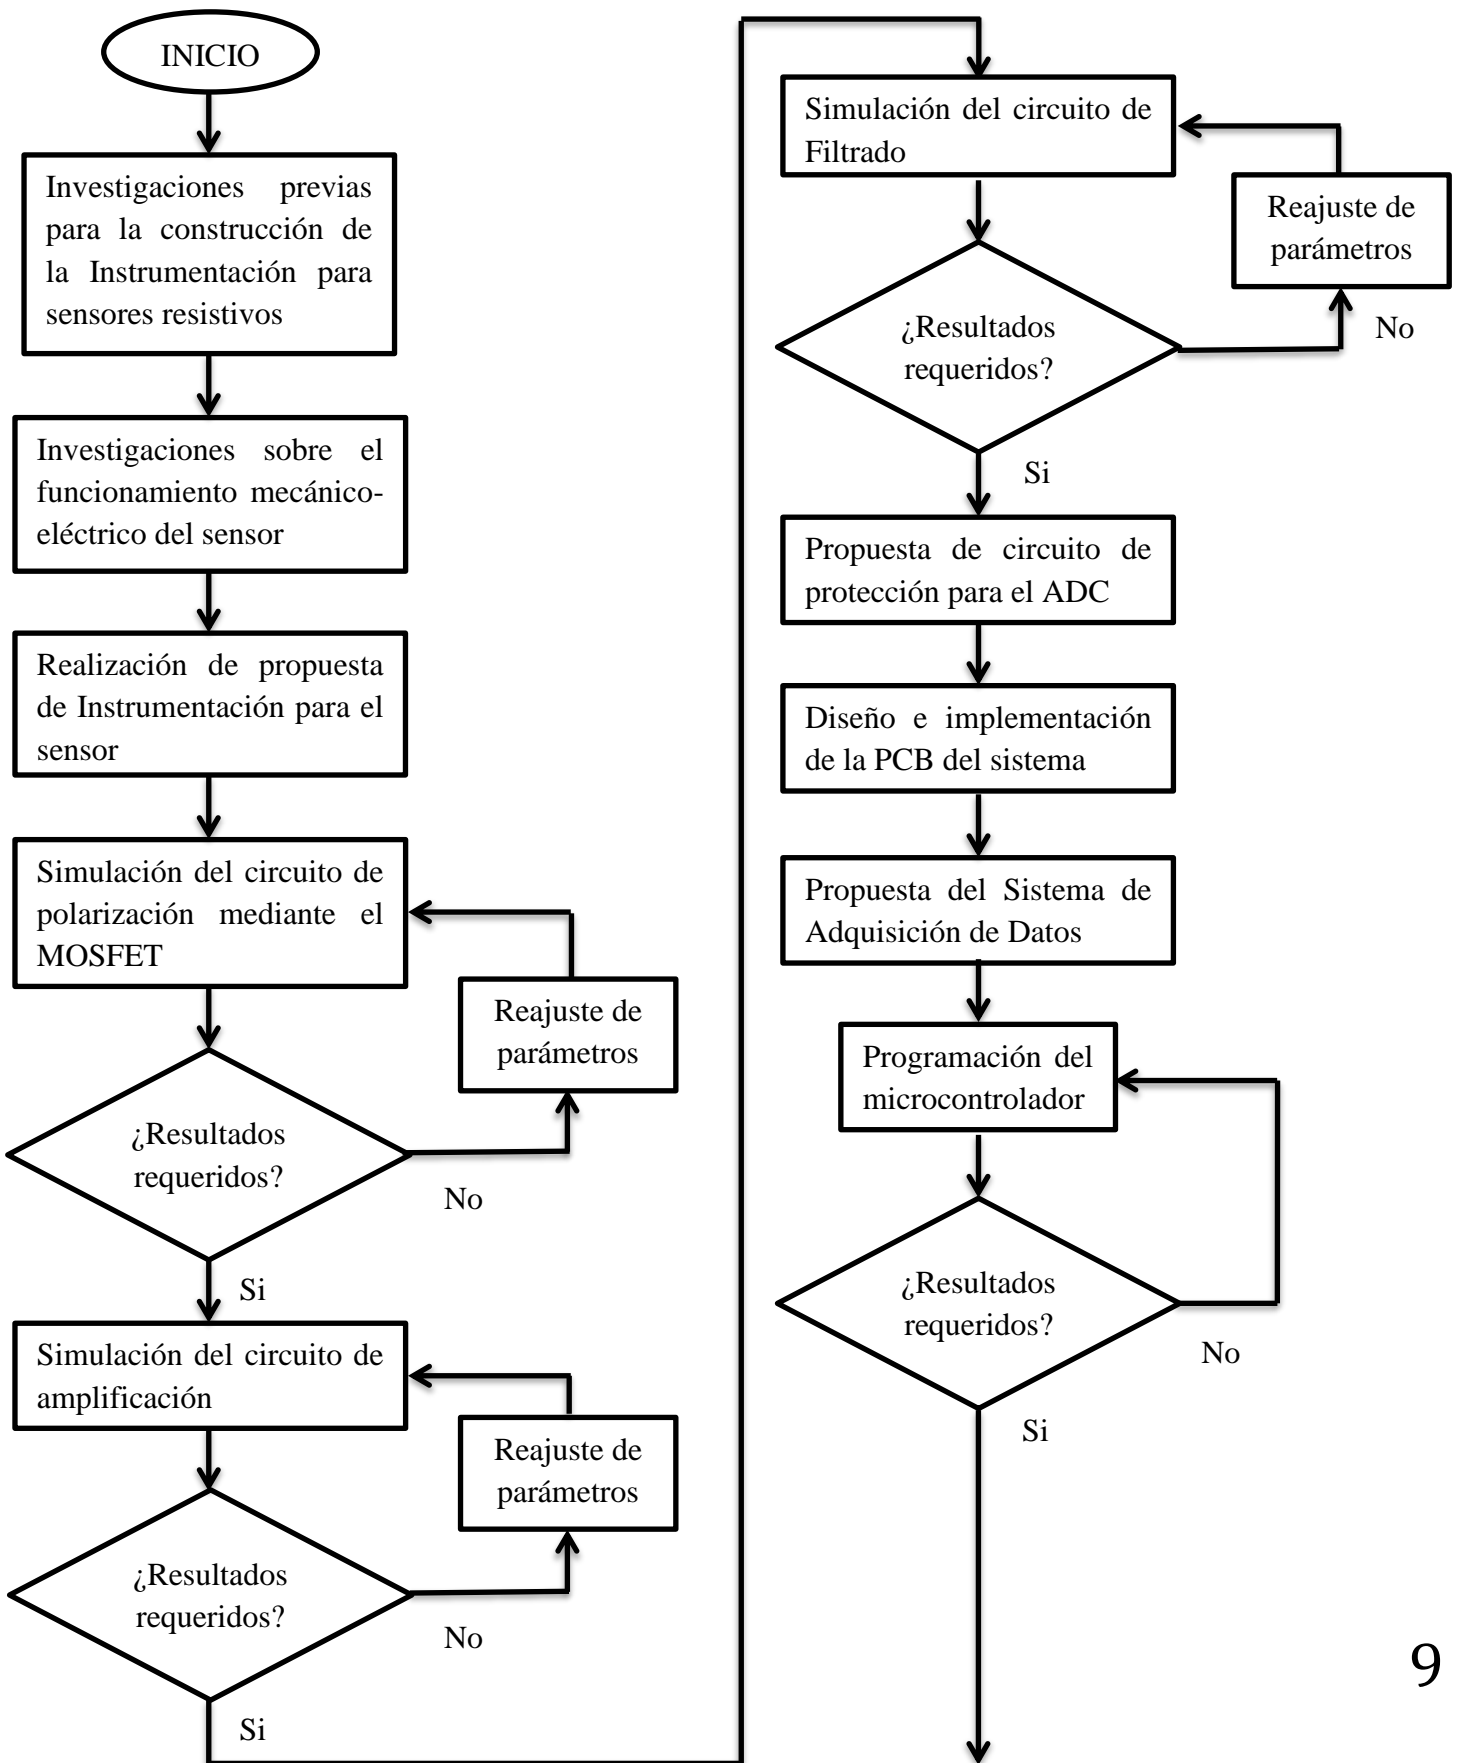 INICIO
Investigaciones previas
para la construcción de
la Instrumentación para
sensores resistivos
Investigaciones sobre el
funcionamiento mecánico-
eléctrico del sensor
Realización de propuesta
de Instrumentación para el
sensor
Simulación del circuito de
polarización mediante el
MOSFET
Reajuste de
parámetros
¿Resultados
requeridos?
No
Si
Simulación del circuito de
amplificación
Reajuste de
parámetros
¿Resultados
requeridos?
No
Si
Simulación del circuito de
Filtrado
Reajuste de
parámetros
¿Resultados
requeridos?
No
Si
Propuesta de circuito de
protección para el ADC
Diseño e implementación
de la PCB del sistema
Propuesta del Sistema de
Adquisición de Datos
Programación del
microcontrolador
¿Resultados
requeridos?
No
Si
9